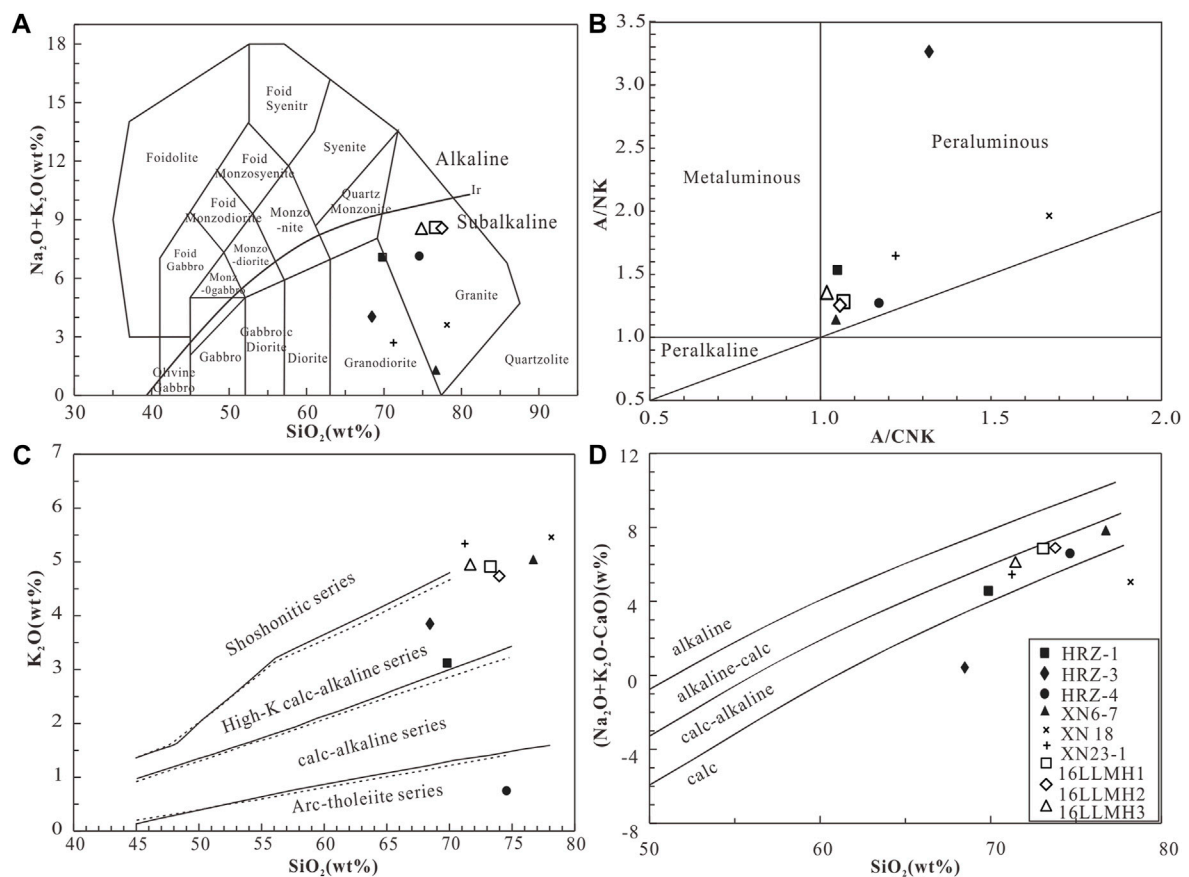 A
18
15
12
9
6
3
0
Na₂O+K₂O(wt%)
30
40
50
60
70
80
90
SiO₂(wt%)
Foid
Syenitr
Foidolite
Foid
Monzosyenite
Syenite
Alkaline
Quartz
Monzonite
Ir
Foid
Monzodiorite
Monzo
-nite
Subalkaline
Foid
Gabbro
Monzo
-diorite
Monz
-0gabbro
Granite
Gabbroc
Diorite
Gabbro
Diorite
Granodiorite
Quartzolite
Olivine
Gabbro
B
3.5
3.0
2.5
2.0
1.5
1.0
0.5
A/NK
0.5
1.0
1.5
2.0
A/CNK
Peraluminous
Metaluminous
Peralkaline
C
7
6
5
4
3
2
1
0
K₂O(wt%)
40
45
50
55
60
65
70
75
80
SiO₂(wt%)
Shoshonitic series
High-K calc-alkaline series
calc-alkaline series
Arc-tholeiite series
D
12
8
4
0
-4
-8
(Na₂O+K₂O-CaO)(w%)
50
60
70
80
SiO₂(wt%)
alkaline
alkaline-calc
calc-alkaline
calc
HRZ-1
HRZ-3
HRZ-4
XN6-7
XN 18
XN23-1
16LLMH1
16LLMH2
16LLMH3